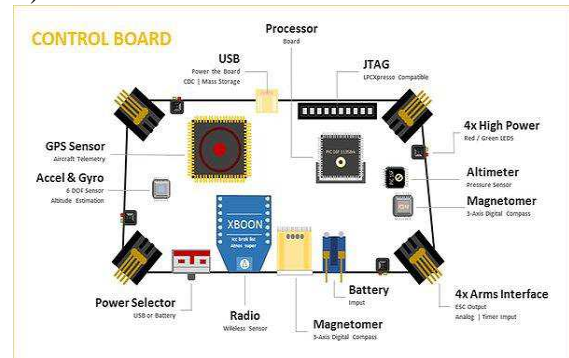 CONTROL BOARD
Processor
Board
USB
Power the Board
CDC | Mass Storage
JTAG
LPCXpresso Compatible
GPS Sensor
Aircraft Telemetry
4x High Power
Red / Green LEDS
Accel & Gyro
6 DOF Sensor
Altitude Estimation
Altimeter
Pressure Sensor
Magnetomer
3-Axis Digital Compass
XBOON
Power Selector
USB or Battery
Radio
Wireless Sensor
Magnetomer
3-Axis Digital Compass
Battery
Input
4x Arms Interface
ESC Output
Analog | Timer Imput